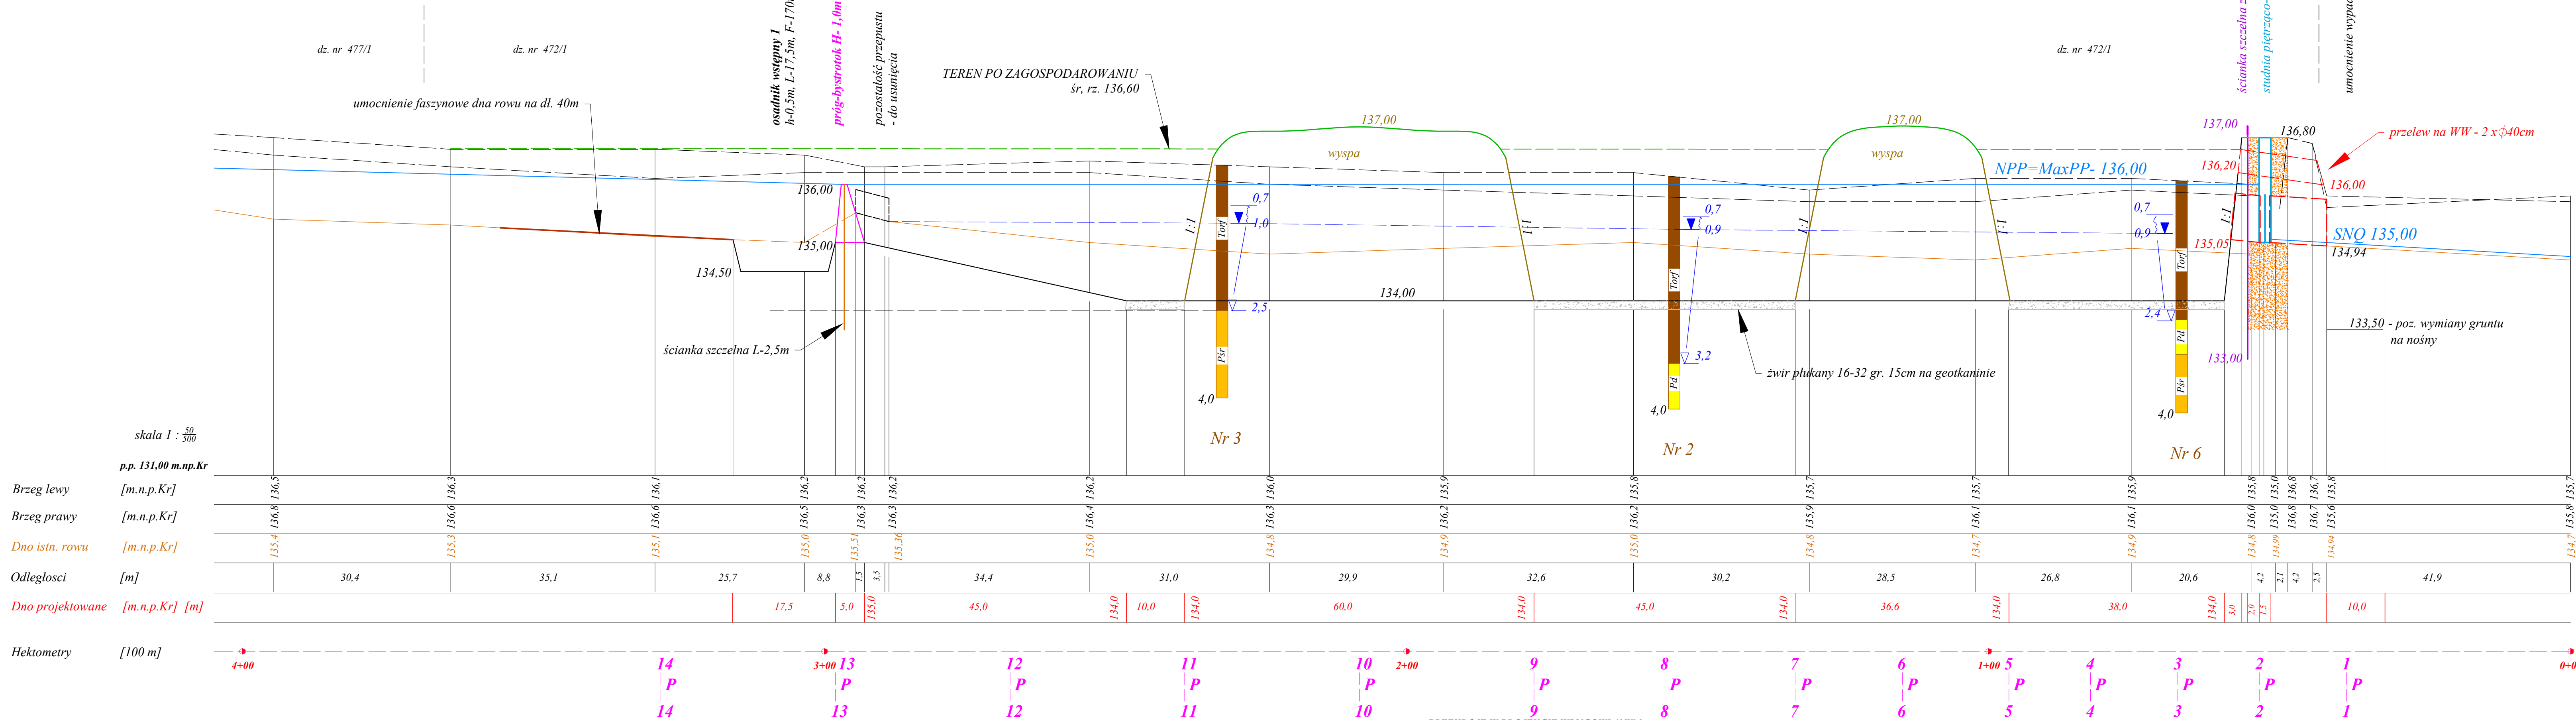 dz. nr 477/1
dz. nr 472/1
osadnik wstępny 1
próg-bystrotok H- 1,0m
pozostałość przepustu
- do usunięcia
TEREN PO ZAGOSPODAROWANIU
śr, rz. 136,60
dz. nr 472/1
ścianka szczelna
umocnienie faszynowe dna rowu na dł. 40m
137,00
wyspa
137,00
wyspa
137,00
136,80
przelew na WW - 2 xϕ40cm
NPP=MaxPP- 136,00
136,20
136,00
136,00
135,00
134,50
1:1
Torf
0,7
1,0
2,5
Pśr
4,0
1:1
134,00
Torf
0,7
0,9
3,2
Pd
4,0
1:1
1:1
0,7
0,9
2,4
Torf
Pd
Pśr
4,0
1:1
135,05
SNQ 135,00
134,94
133,50 - poz. wymiany gruntu
na nośny
133,00
ścianka szczelna L-2,5m
żwir płukany 16-32 gr. 15cm na geotkaninie
Nr 3
Nr 2
Nr 6
skala 1 : 50/500
p.p. 131,00 m.np.Kr
Brzeg lewy [m.n.p.Kr] 136,5 136,3 136,1 136,2 136,2 136,2 136,2 136,0 135,9 135,8 135,7 135,7 135,9 135,8 135,0 136,8 136,7 135,8 135,7
Brzeg prawy [m.n.p.Kr] 136,8 136,6 136,6 136,5 136,3 136,3 136,4 136,3 136,2 136,2 135,9 136,1 136,1 136,0 135,0 136,8 136,7 135,6 135,8
Dno istn. rowu [m.n.p.Kr] 135,4 135,3 135,1 135,0 135,51 135,36 135,0 134,8 134,9 135,0 134,8 134,7 134,9 134,8 134,99 134,94 134,7
Odległosci [m] 30,4 35,1 25,7 8,8 1,5 3,5 34,4 31,0 29,9 32,6 30,2 28,5 26,8 20,6 4,2 2,1 4,2 2,5 41,9
Dno projektowane [m.n.p.Kr] [m] 17,5 5,0 135,0 45,0 134,0 10,0 134,0 60,0 134,0 45,0 134,0 36,6 134,0 38,0 134,0 3,0 2,0 1,5 10,0
Hektometry [100 m] 4+00 14 3+00 13 12 11 10 2+00 9 8 7 6 1+00 5 4 3 2 1
P P P P P P P P P P P P P P
14 13 12 11 10 9 8 7 6 5 4 3 2 1